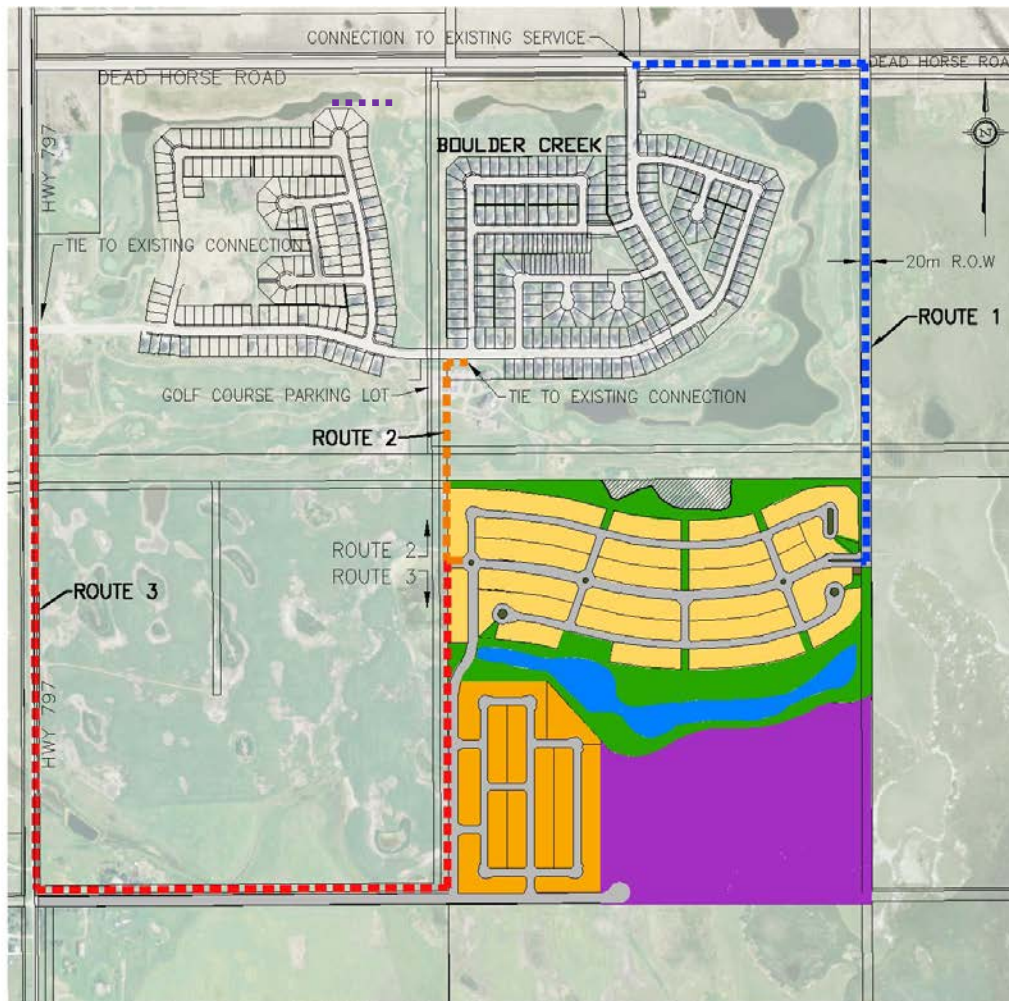 CONNECTION TO EXISTING SERVICE
DEAD HORSE ROAD
DEAD HORSE ROA
BOULDER CREEK
HWY 797
N
TIE TO EXISTING CONNECTION
20m R.O.W
ROUTE 1
GOLF COURSE PARKING LOT
TIE TO EXISTING CONNECTION
ROUTE 2
ROUTE 2
ROUTE 3
ROUTE 3
HWY 797